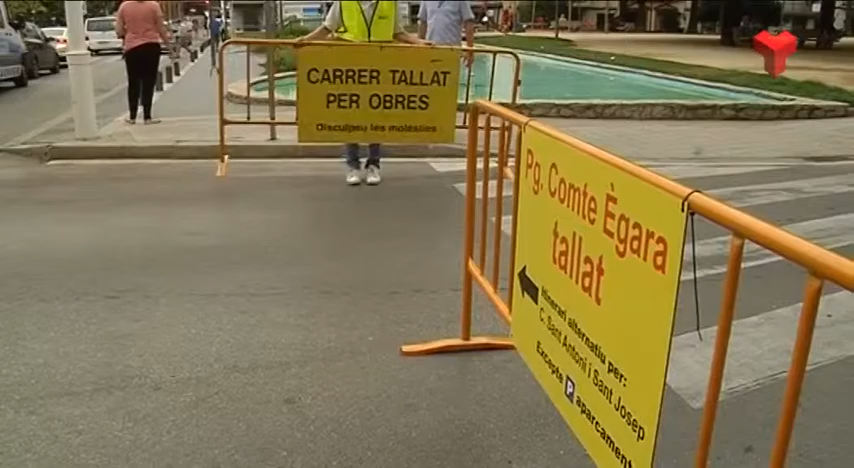 CARRER TALLAT
PER OBRES
Disculpeu les molèsties
Pg. Comte Ègara
tallat
Itinerari alternatiu per:
C. Sant Antoni i Sant Josep
Excepte aparcament
P